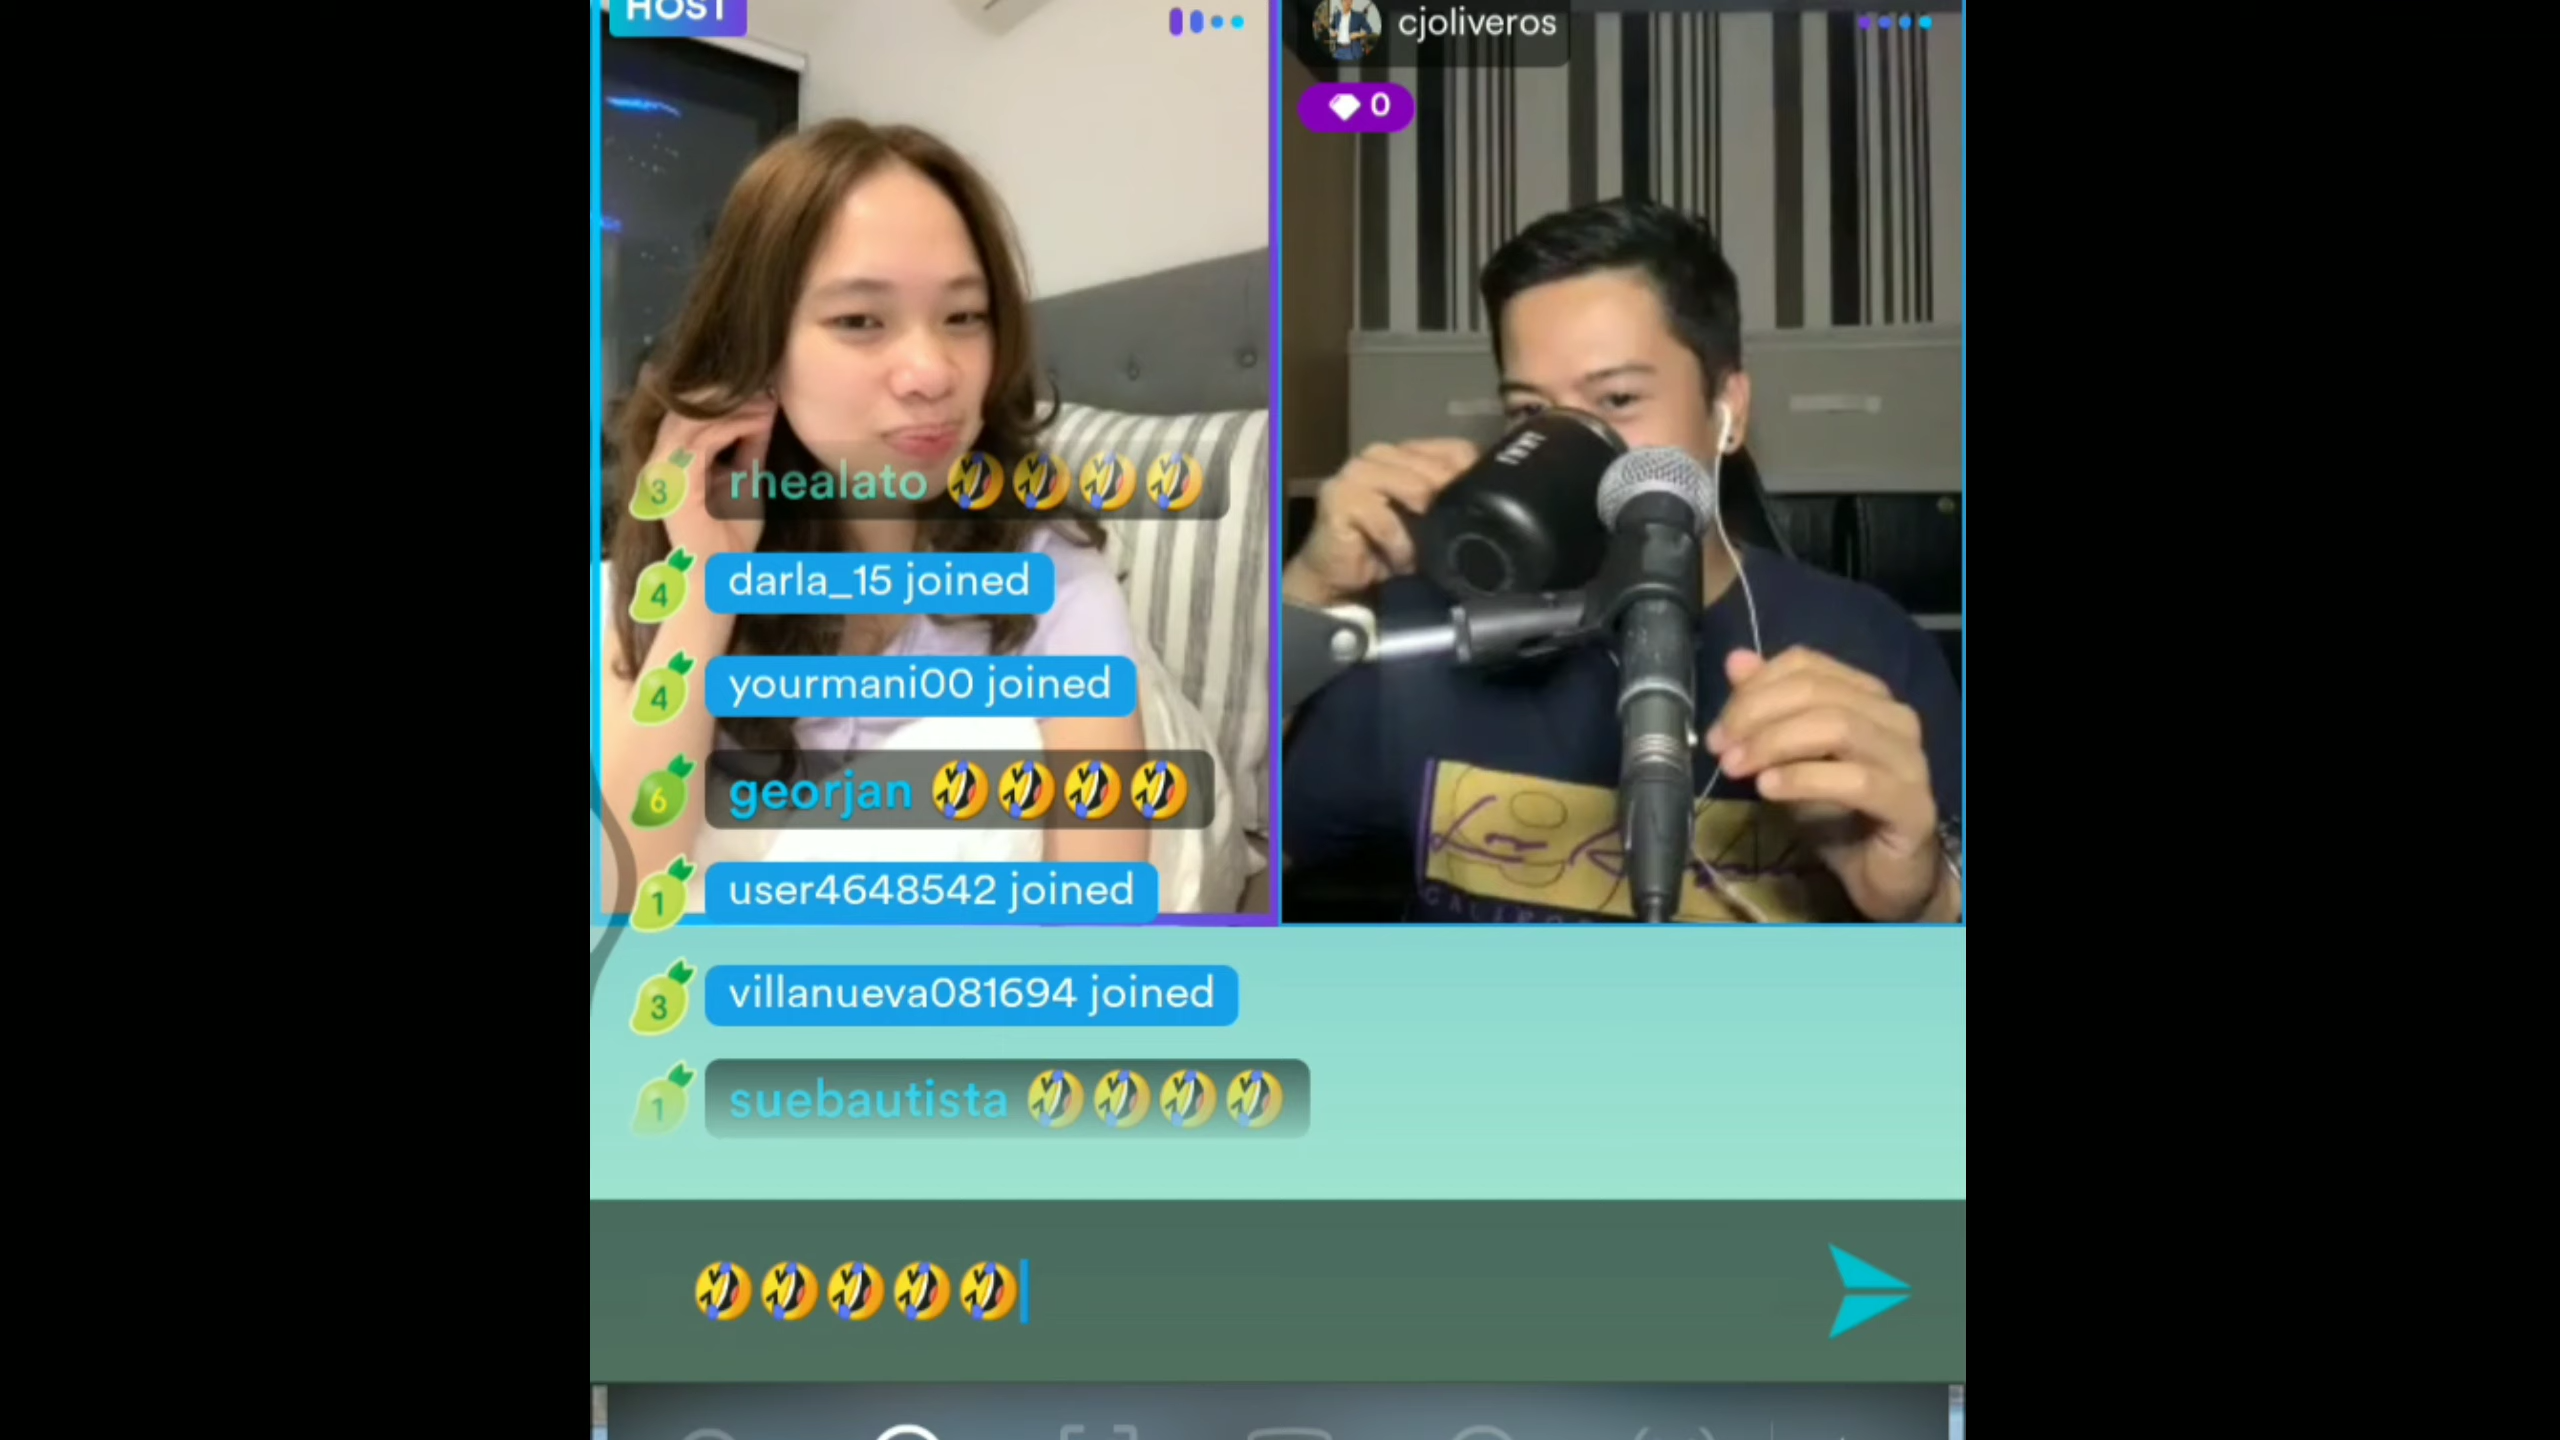 HOST
cjoliveros
0
3 rhealato 🤣🤣🤣🤣
4 darla_15 joined
4 yourmani00 joined
6 georjan 🤣🤣🤣🤣
1 user4648542 joined
3 villanueva081694 joined
1 suebautista 🤣🤣🤣🤣
🤣🤣🤣🤣🤣